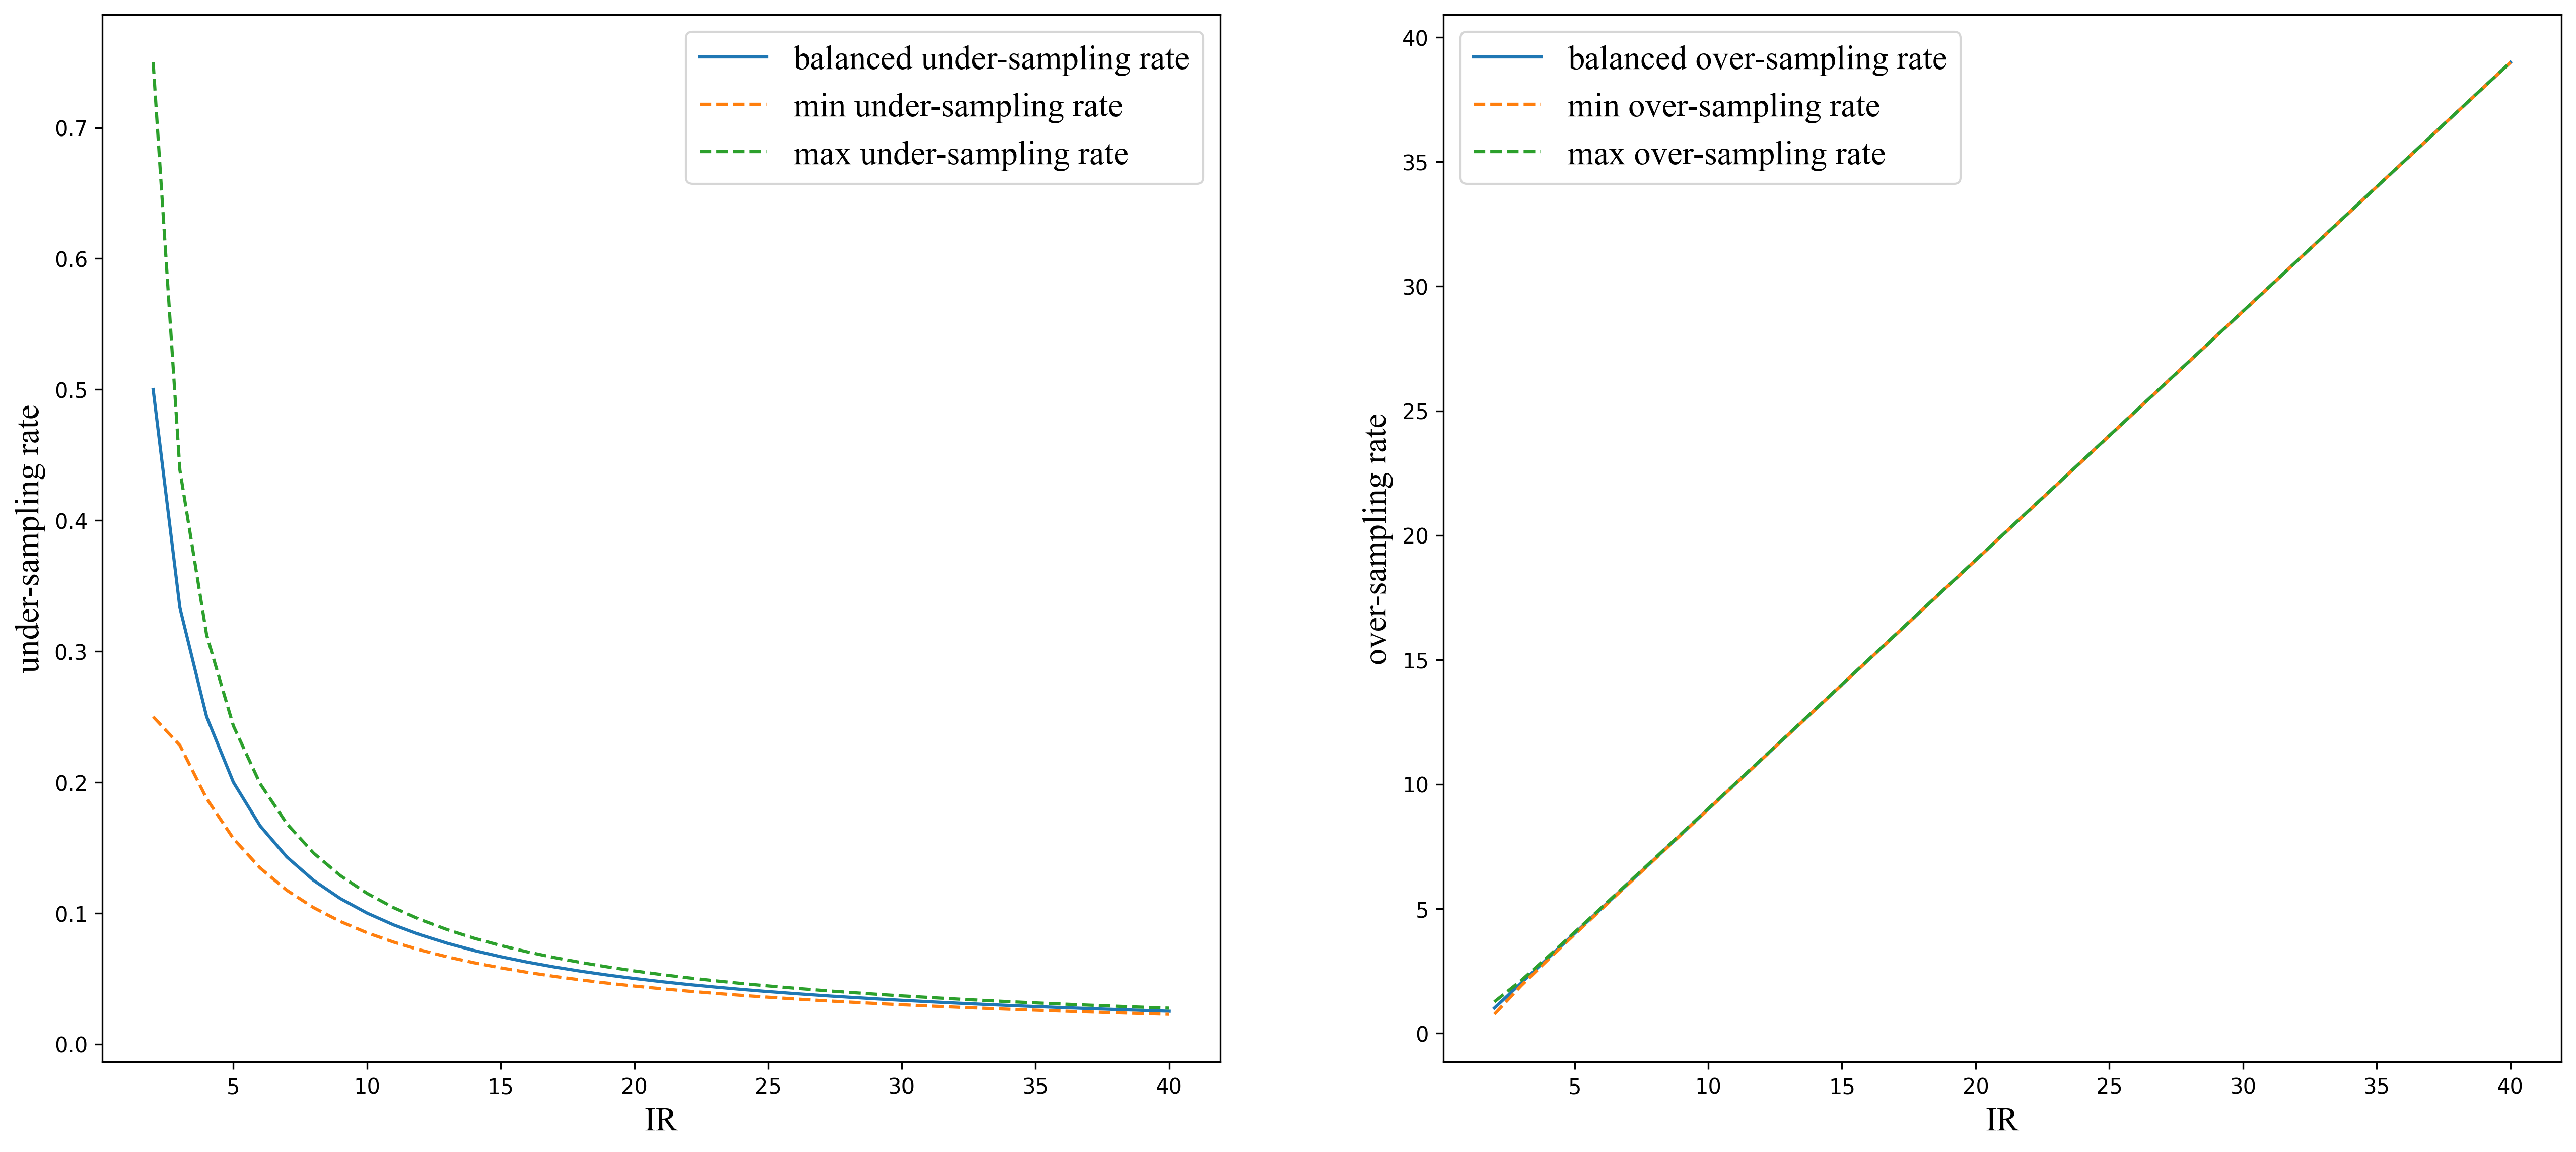 balanced under-sampling rate
min under-sampling rate
max under-sampling rate
0.7
0.6
0.5
0.4
0.3
0.2
0.1
0.0
under-sampling rate
5 10 15 20 25 30 35 40
IR
balanced over-sampling rate
min over-sampling rate
max over-sampling rate
40
35
30
25
20
15
10
5
0
over-sampling rate
5 10 15 20 25 30 35 40
IR